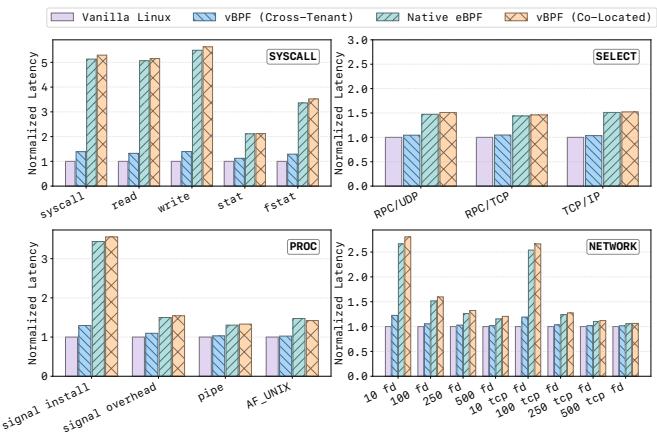 Vanilla Linux vBPF (Cross-Tenant) Native eBPF vBPF (Co-Located)
SYSCALL
Normalized Latency
5
4
3
2
1
0
syscall read write stat fstat
SELECT
Normalized Latency
3.0
2.5
2.0
1.5
1.0
0.5
0.0
RPC/UDP RPC/TCP TCP/IP
PROC
Normalized Latency
3
2
1
0
signal install signal overhead pipe AF_UNIX
NETWORK
Normalized Latency
2.5
2.0
1.5
1.0
0.5
0.0
10 fd 100 fd 250 fd 500 fd 10 tcp fd 100 tcp fd 250 tcp fd 500 tcp fd